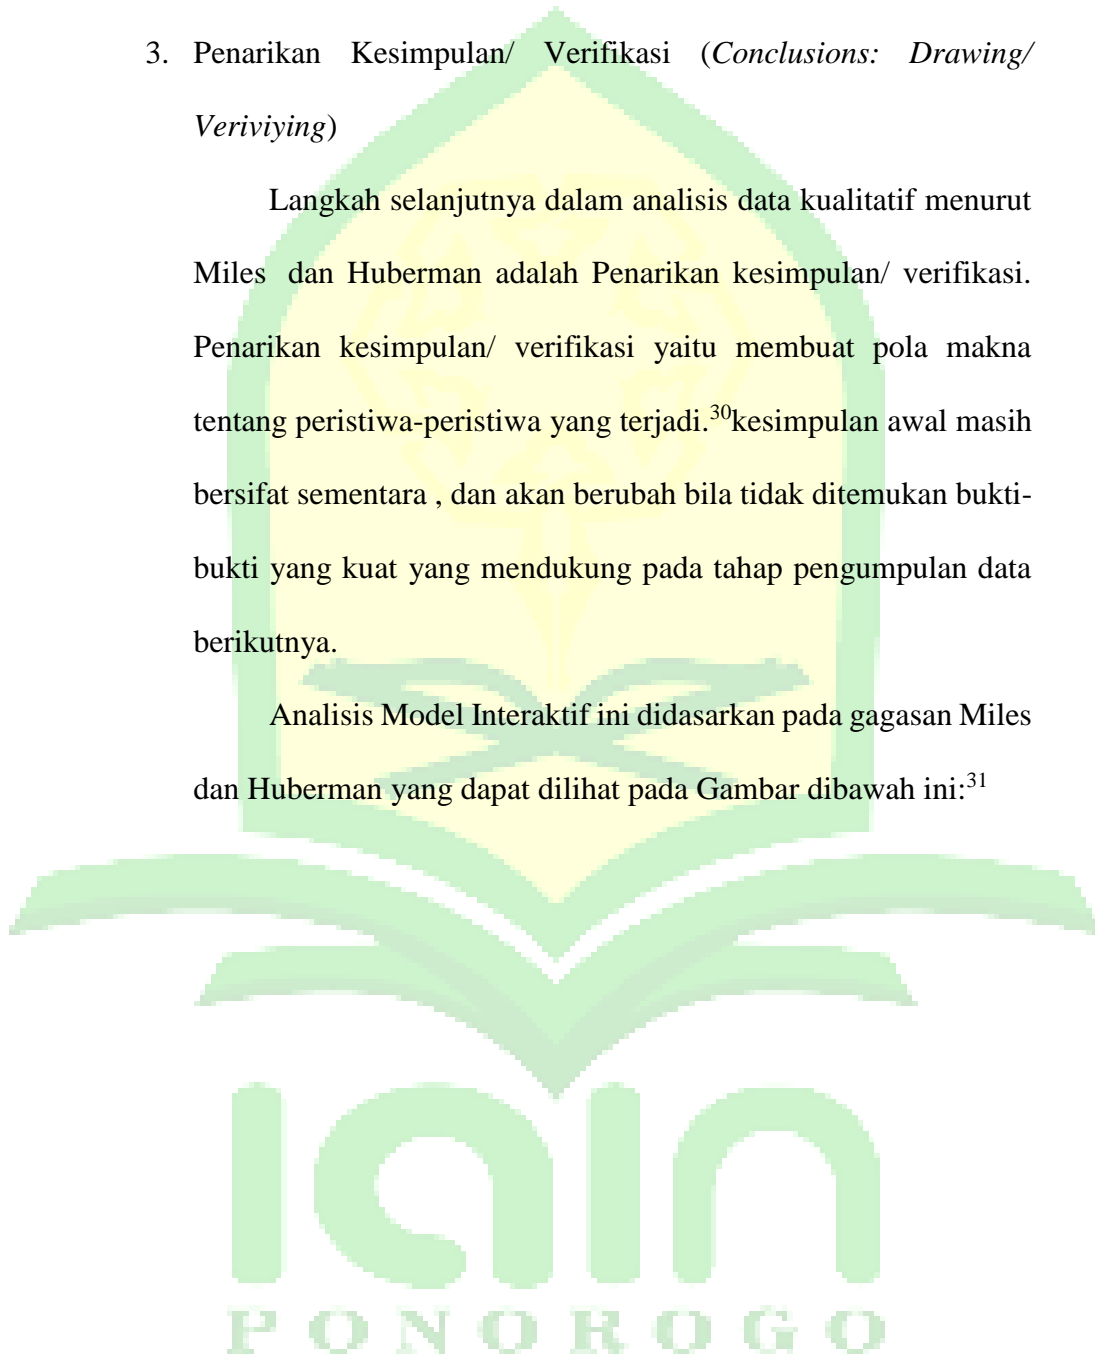 3. Penarikan Kesimpulan/ Verifikasi (Conclusions: Drawing/
Veriviying)
Langkah selanjutnya dalam analisis data kualitatif menurut
Miles dan Huberman adalah Penarikan kesimpulan/ verifikasi.
Penarikan kesimpulan/ verifikasi yaitu membuat pola makna
tentang peristiwa-peristiwa yang terjadi.³⁰kesimpulan awal masih
bersifat sementara , dan akan berubah bila tidak ditemukan bukti-
bukti yang kuat yang mendukung pada tahap pengumpulan data
berikutnya.
Analisis Model Interaktif ini didasarkan pada gagasan Miles
dan Huberman yang dapat dilihat pada Gambar dibawah ini:³¹
iain
PONOROGO